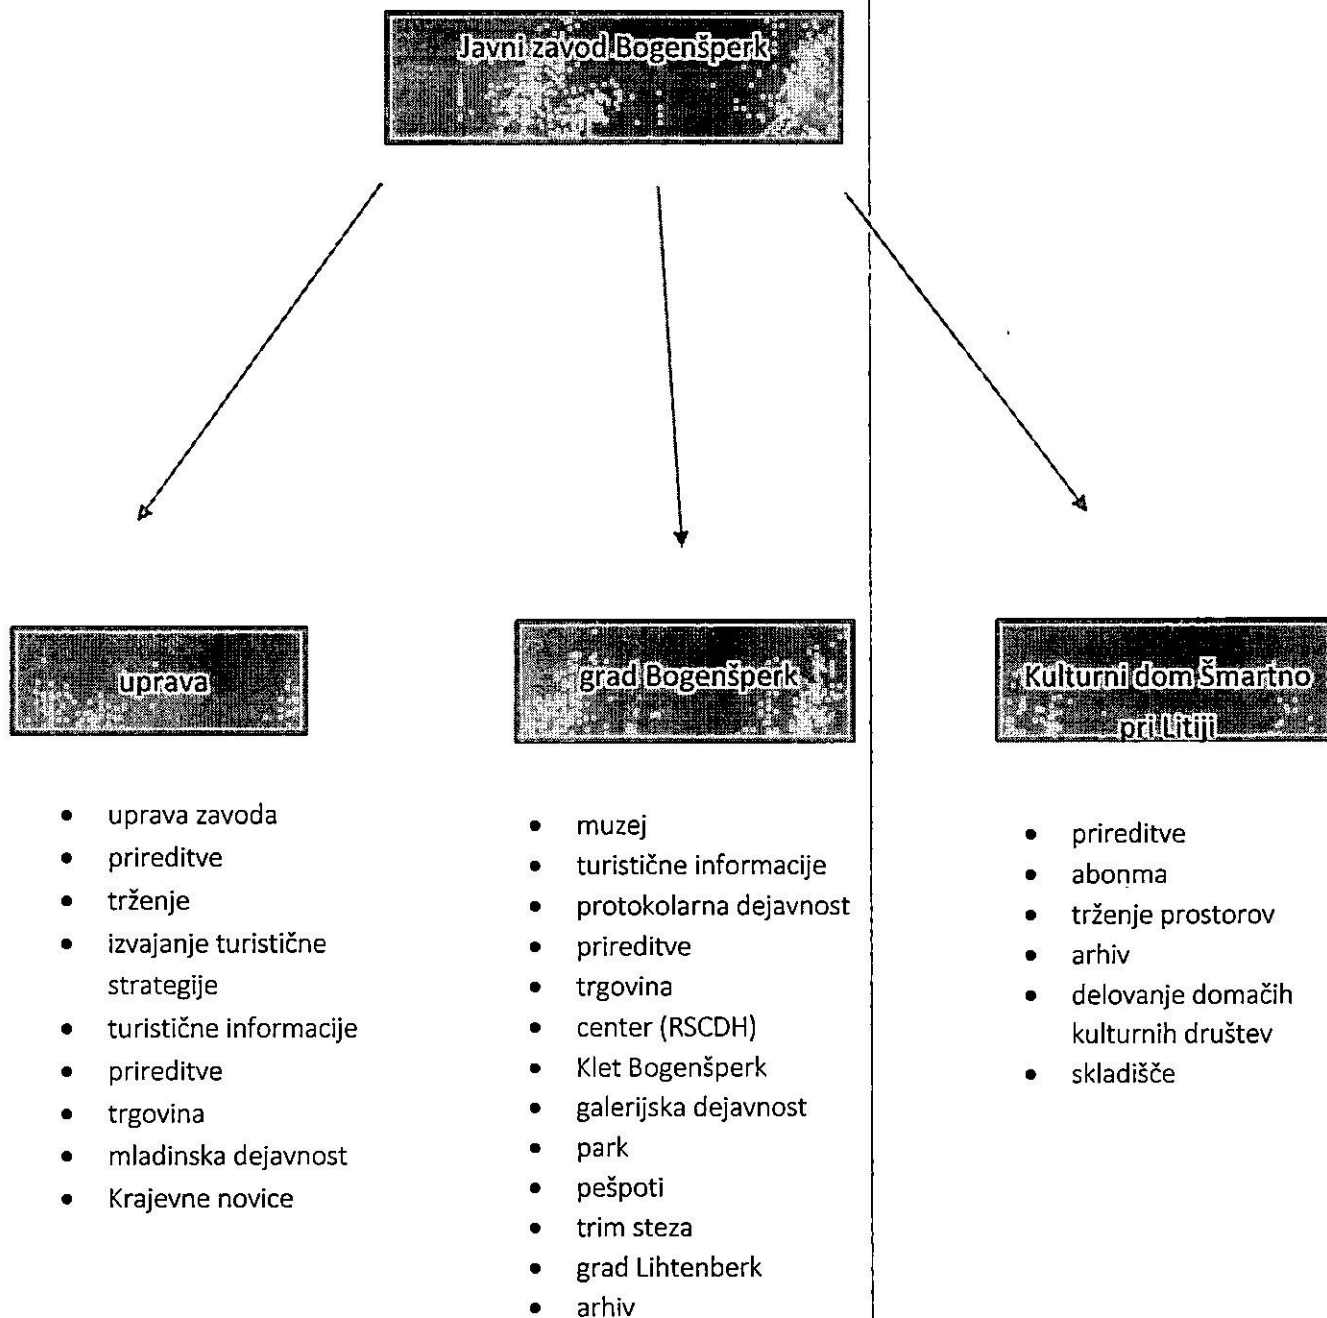 Javni zavod Bogenšperk
uprava
• uprava zavoda
• prireditve
• trženje
• izvajanje turistične
strategije
• turistične informacije
• prireditve
• trgovina
• mladinska dejavnost
• Krajevne novice
grad Bogenšperk
• muzej
• turistične informacije
• protokolarna dejavnost
• prireditve
• trgovina
• center (RSCDH)
• Klet Bogenšperk
• galerijska dejavnost
• park
• pešpoti
• trim steza
• grad Lihtenberk
• arhiv
Kulturni dom Šmartno
pri Litiji
• prireditve
• abonma
• trženje prostorov
• arhiv
• delovanje domačih
kulturnih društev
• skladišče